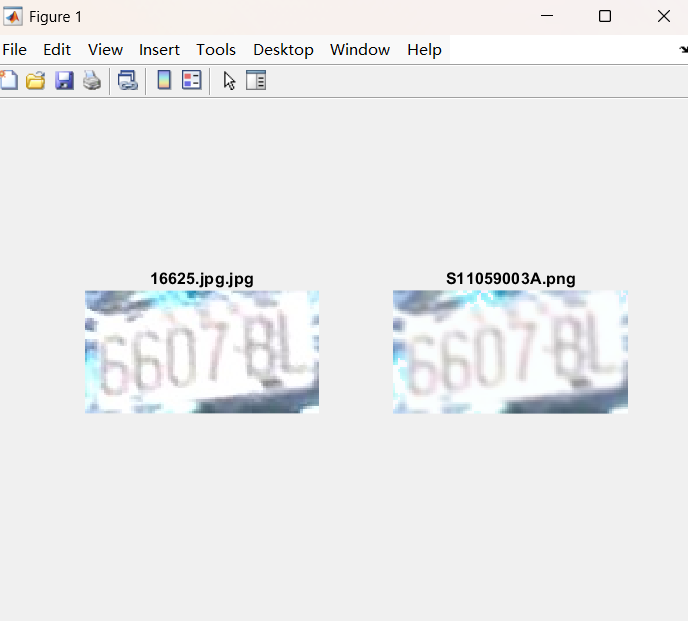 Figure 1
File Edit View Insert Tools Desktop Window Help
16625.jpg.jpg
S11059003A.png
6607-BL
6607-BL